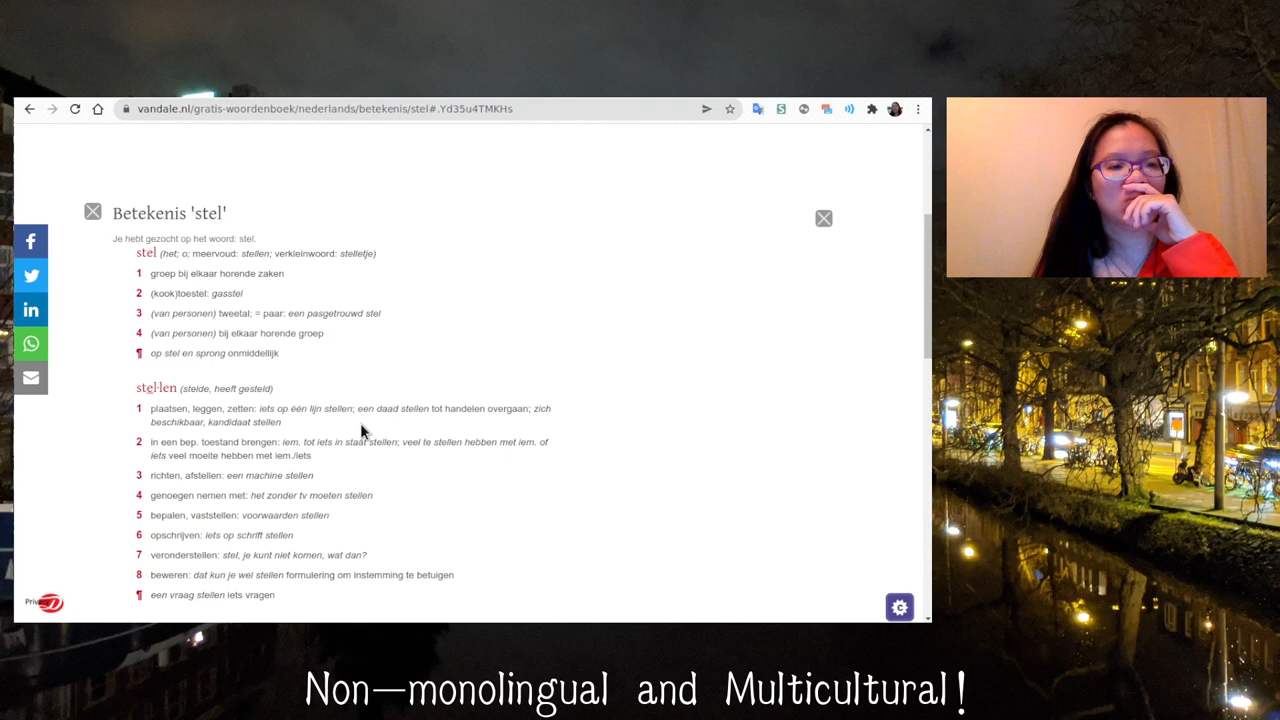 vandale.nl/gratis-woordenboek/nederlands/betekenis/stel#.Yd35u4TMKHs
Betekenis 'stel'
Je hebt gezocht op het woord: stel.
stel (het; o; meervoud: stellen; verkleinwoord: stelletje)
1 groep bij elkaar horende zaken
2 (kook)toestel: gasstel
3 (van personen) tweetal; = paar: een pasgetrouwd stel
4 (van personen) bij elkaar horende groep
¶ op stel en sprong onmiddellijk
stel·len (stelde, heeft gesteld)
1 plaatsen, leggen, zetten: iets op één lijn stellen; een daad stellen tot handelen overgaan; zich
beschikbaar, kandidaat stellen
2 in een bep. toestand brengen: iem. tot iets in staat stellen; veel te stellen hebben met iem. of
iets veel moeite hebben met iem./iets
3 richten, afstellen: een machine stellen
4 genoegen nemen met: het zonder tv moeten stellen
5 bepalen, vaststellen: voorwaarden stellen
6 opschrijven: iets op schrift stellen
7 veronderstellen: stel, je kunt niet komen, wat dan?
8 beweren: dat kun je wel stellen formulering om instemming te betuigen
¶ een vraag stellen iets vragen
Non-monolingual and Multicultural!